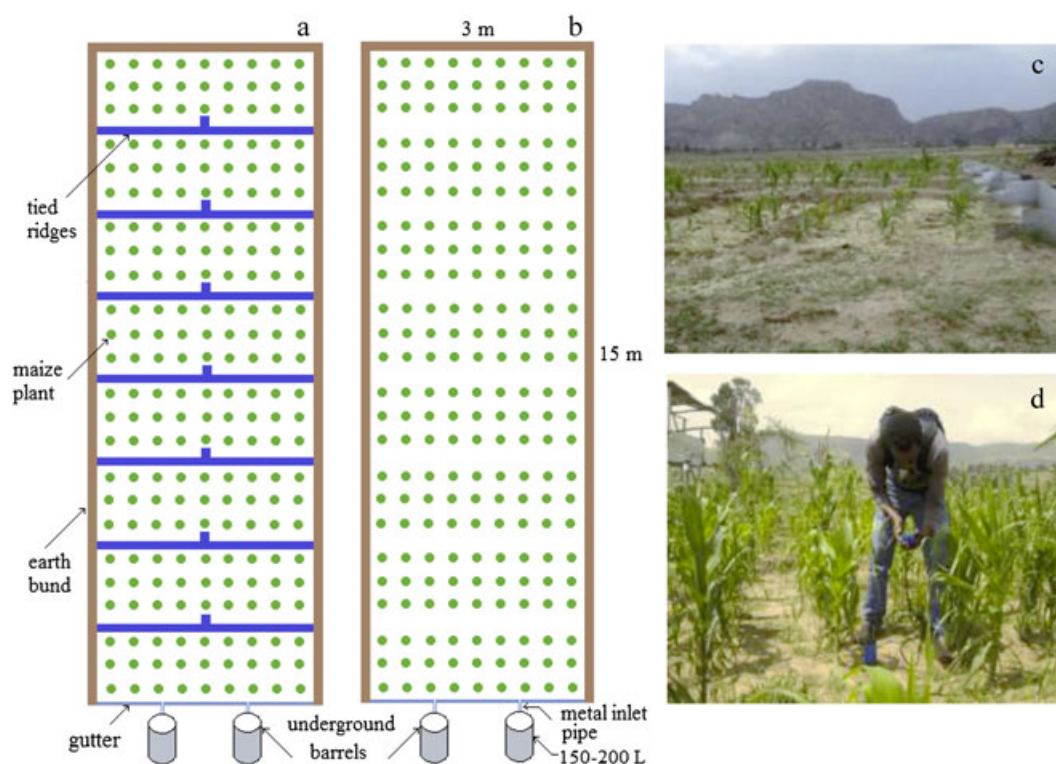 a
3 m
b
c
tied
ridges
15 m
maize
plant
d
earth
bund
gutter
underground
barrels
metal inlet
pipe
150-200 L